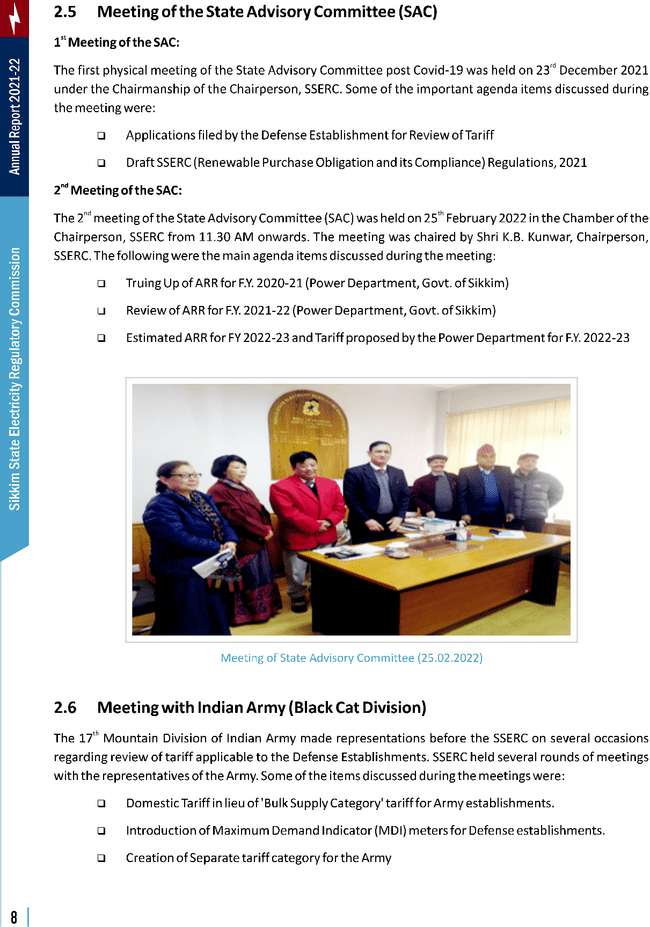 2.5 Meeting of the State Advisory Committee (SAC)
1st Meeting of the SAC:
The first physical meeting of the State Advisory Committee post Covid-19 was held on 23rd December 2021
under the Chairmanship of the Chairperson, SSERC. Some of the important agenda items discussed during
the meeting were:
❑ Applications filed by the Defense Establishment for Review of Tariff
❑ Draft SSERC (Renewable Purchase Obligation and its Compliance) Regulations, 2021
2nd Meeting of the SAC:
The 2nd meeting of the State Advisory Committee (SAC) was held on 25th February 2022 in the Chamber of the
Chairperson, SSERC from 11.30 AM onwards. The meeting was chaired by Shri K.B. Kunwar, Chairperson,
SSERC. The following were the main agenda items discussed during the meeting:
❑ Truing Up of ARR for F.Y. 2020-21 (Power Department, Govt. of Sikkim)
❑ Review of ARR for F.Y. 2021-22 (Power Department, Govt. of Sikkim)
❑ Estimated ARR for FY 2022-23 and Tariff proposed by the Power Department for F.Y. 2022-23
Meeting of State Advisory Committee (25.02.2022)
2.6 Meeting with Indian Army (Black Cat Division)
The 17th Mountain Division of Indian Army made representations before the SSERC on several occasions
regarding review of tariff applicable to the Defense Establishments. SSERC held several rounds of meetings
with the representatives of the Army. Some of the items discussed during the meetings were:
❑ Domestic Tariff in lieu of 'Bulk Supply Category' tariff for Army establishments.
❑ Introduction of Maximum Demand Indicator (MDI) meters for Defense establishments.
❑ Creation of Separate tariff category for the Army
Annual Report 2021-22
Sikkim State Electricity Regulatory Commission
8